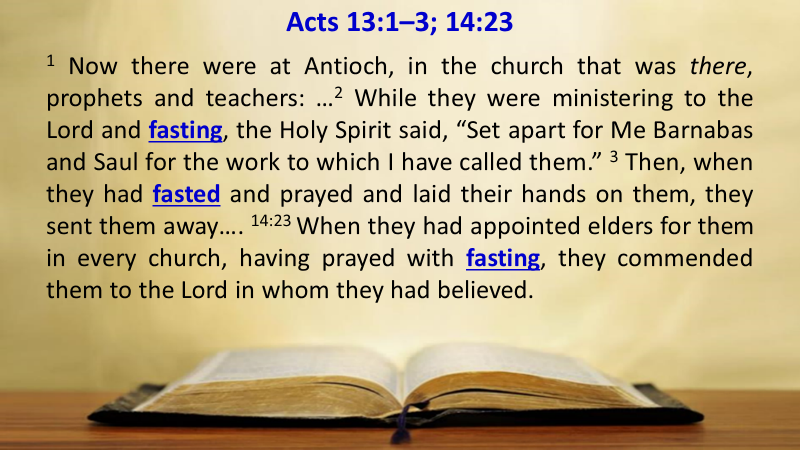 Acts 13:1–3; 14:23
1 Now there were at Antioch, in the church that was there,
prophets and teachers: …2 While they were ministering to the
Lord and fasting, the Holy Spirit said, “Set apart for Me Barnabas
and Saul for the work to which I have called them.” 3 Then, when
they had fasted and prayed and laid their hands on them, they
sent them away…. 14:23 When they had appointed elders for them
in every church, having prayed with fasting, they commended
them to the Lord in whom they had believed.